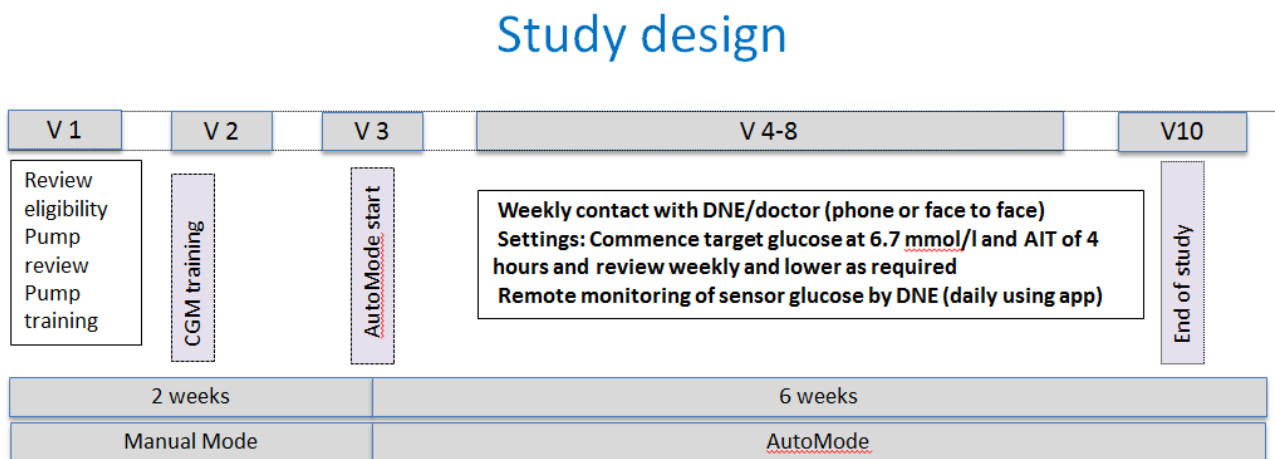 Study design
V 1
V 2
V 3
V 4-8
V10
Review
eligibility
Pump
review
Pump
training
CGM training
AutoMode start
Weekly contact with DNE/doctor (phone or face to face)
Settings: Commence target glucose at 6.7 mmol/l and AIT of 4
hours and review weekly and lower as required
Remote monitoring of sensor glucose by DNE (daily using app)
End of study
2 weeks
6 weeks
Manual Mode
AutoMode